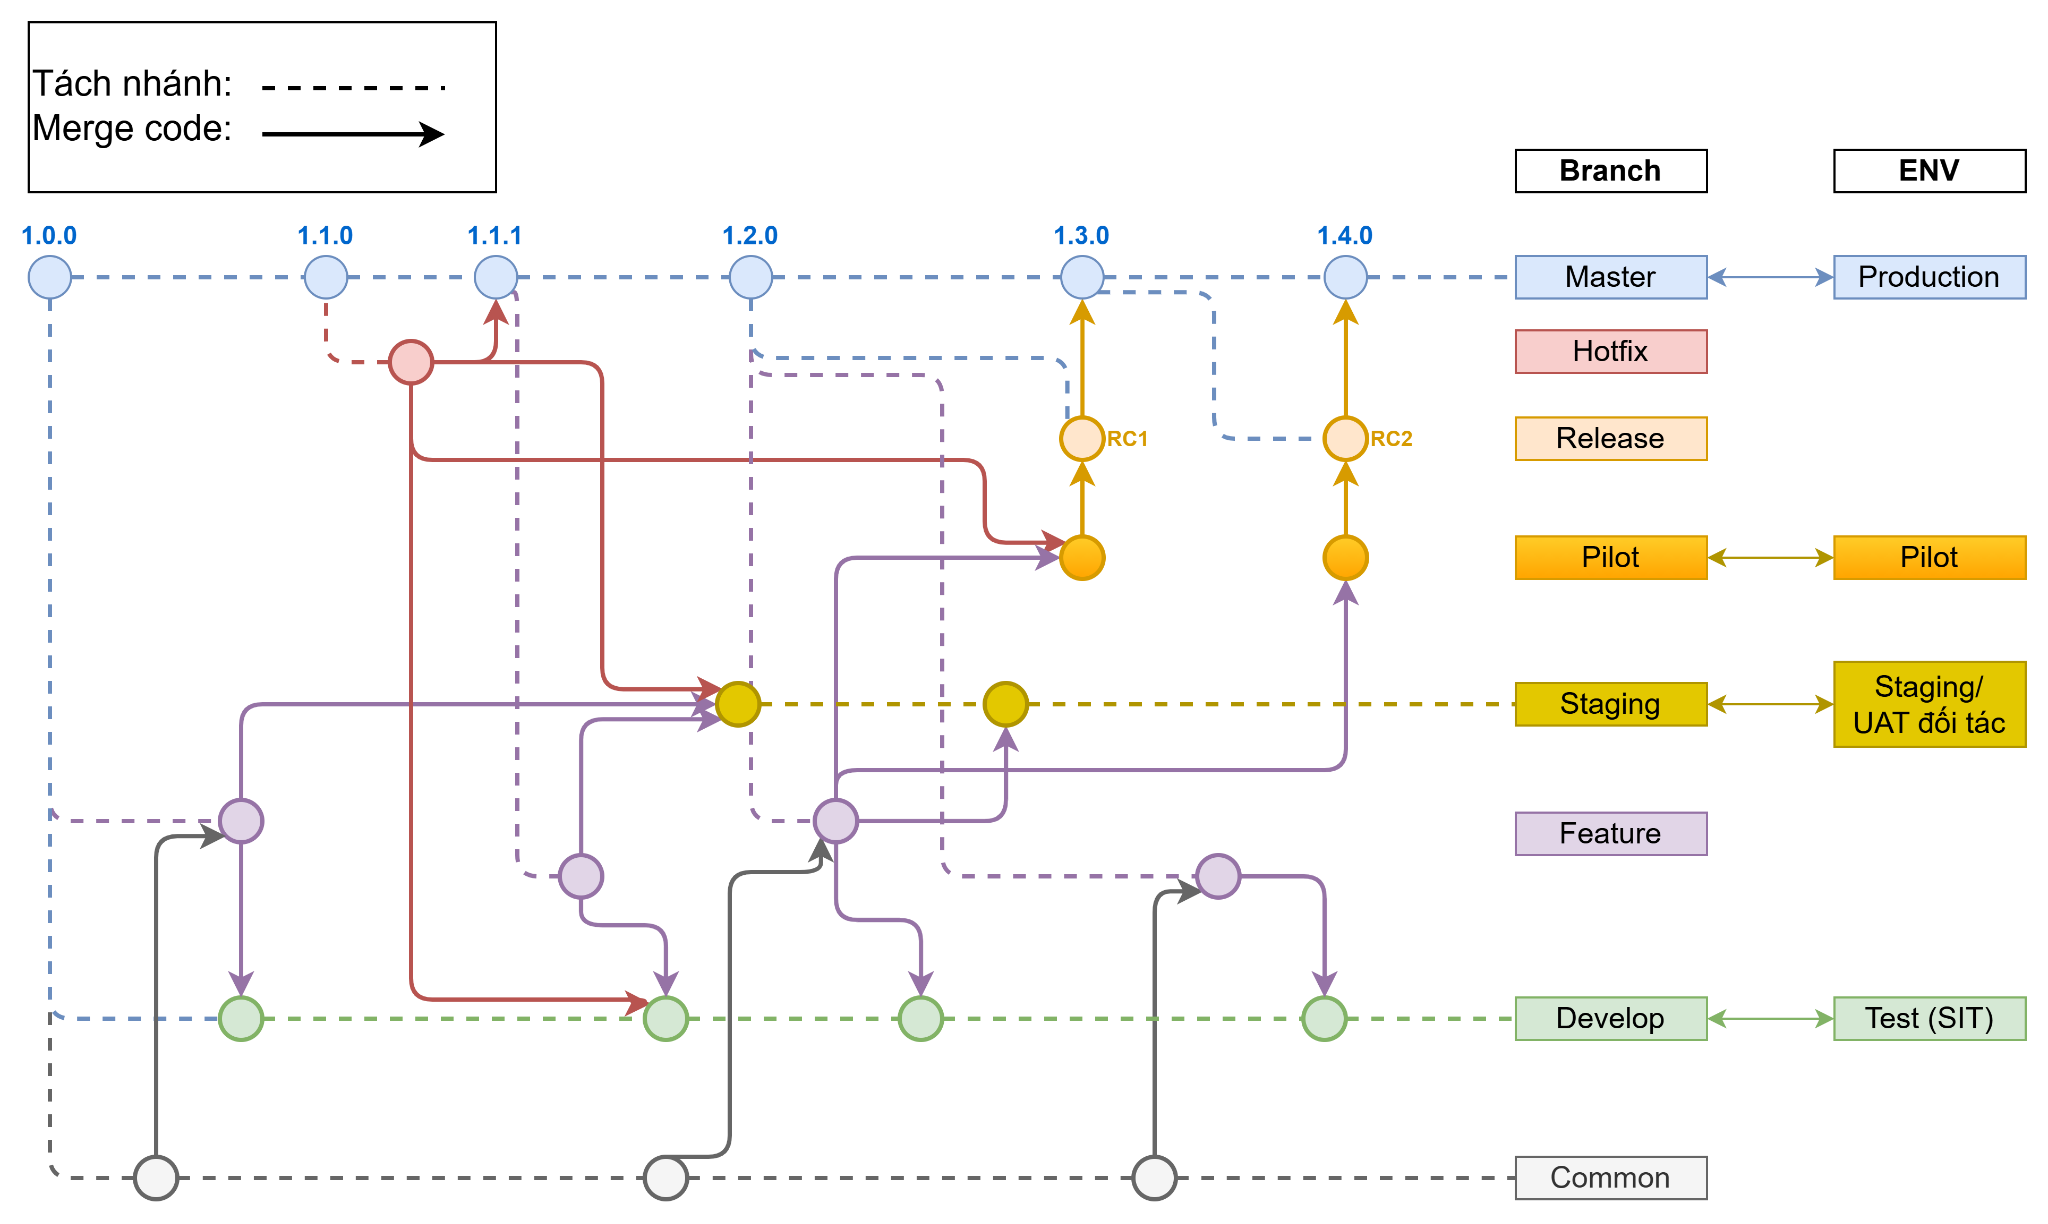 Tách nhánh:
Merge code:
Branch
ENV
1.0.0
1.1.0
1.1.1
1.2.0
1.3.0
1.4.0
Master
Production
Hotfix
RC1
RC2
Release
Pilot
Pilot
Staging
Staging/
UAT đối tác
Feature
Develop
Test (SIT)
Common